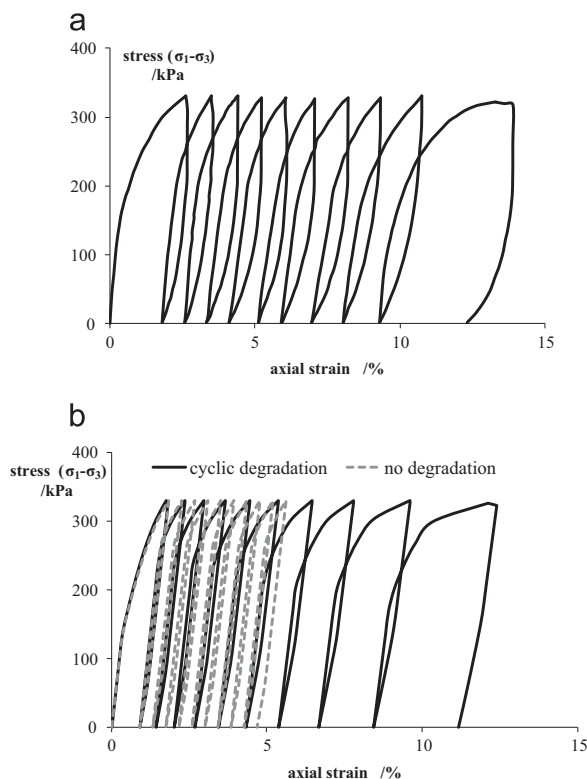 a
stress (σ₁-σ₃)
/kPa
400
300
200
100
0
0 5 10 15
axial strain /%
b
stress (σ₁-σ₃)
/kPa
400
cyclic degradation no degradation
300
200
100
0
0 5 10 15
axial strain /%